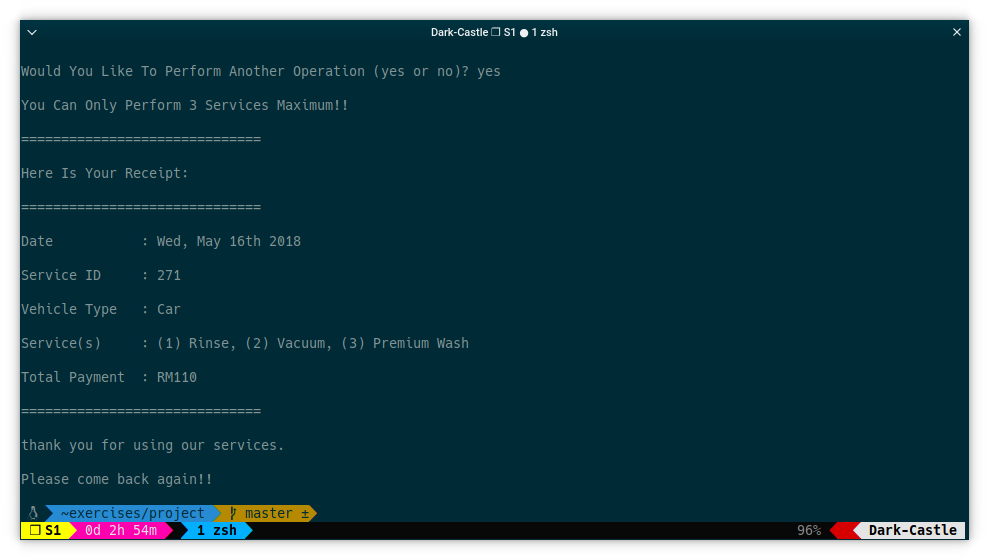 Dark-Castle ❐ S1 ● 1 zsh
Would You Like To Perform Another Operation (yes or no)? yes
You Can Only Perform 3 Services Maximum!!
==============================
Here Is Your Receipt:
==============================
Date           : Wed, May 16th 2018
Service ID     : 271
Vehicle Type   : Car
Service(s)     : (1) Rinse, (2) Vacuum, (3) Premium Wash
Total Payment  : RM110
==============================
thank you for using our services.
Please come back again!!
~exercises/project master ±
❐ S1 0d 2h 54m 1 zsh 96% Dark-Castle